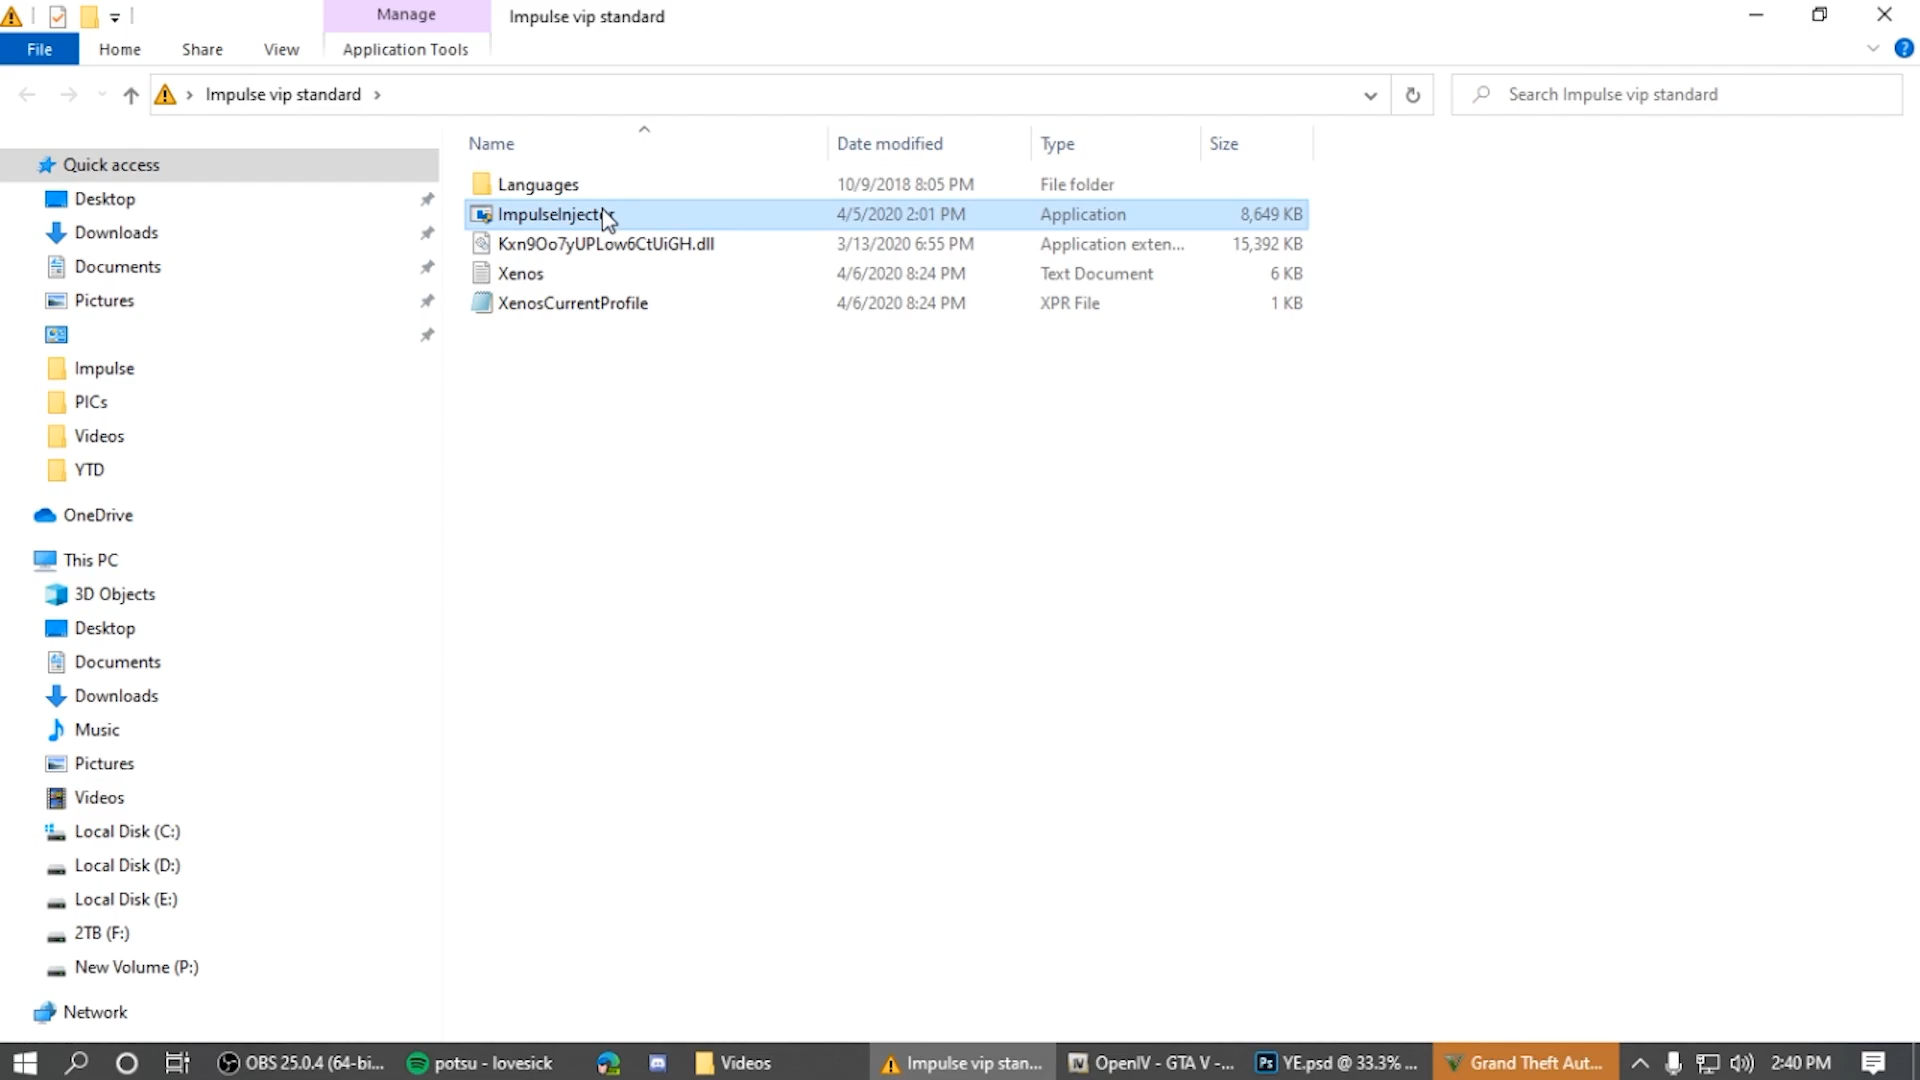 Manage
Impulse vip standard
File
Home
Share
View
Application Tools
Impulse vip standard
Search Impulse vip standard
Name
Date modified
Type
Size
Quick access
Desktop
Downloads
Documents
Pictures
Impulse
PICs
Videos
YTD
OneDrive
This PC
3D Objects
Desktop
Documents
Downloads
Music
Pictures
Videos
Local Disk (C:)
Local Disk (D:)
Local Disk (E:)
2TB (F:)
New Volume (P:)
Network
Languages 10/9/2018 8:05 PM File folder
ImpulseInjector 4/5/2020 2:01 PM Application 8,649 KB
3/13/2020 6:55 PM Application exten... 15,392 KB
Xenos 4/6/2020 8:24 PM Text Document 6 KB
XenosCurrentProfile 4/6/2020 8:24 PM XPR File 1 KB
OBS 25.0.4 (64-bi... potsu - lovesick Videos Impulse vip stan... OpenIV - GTA V -... Ps YE.psd @ 33.3% ... Grand Theft Aut... 2:40 PM